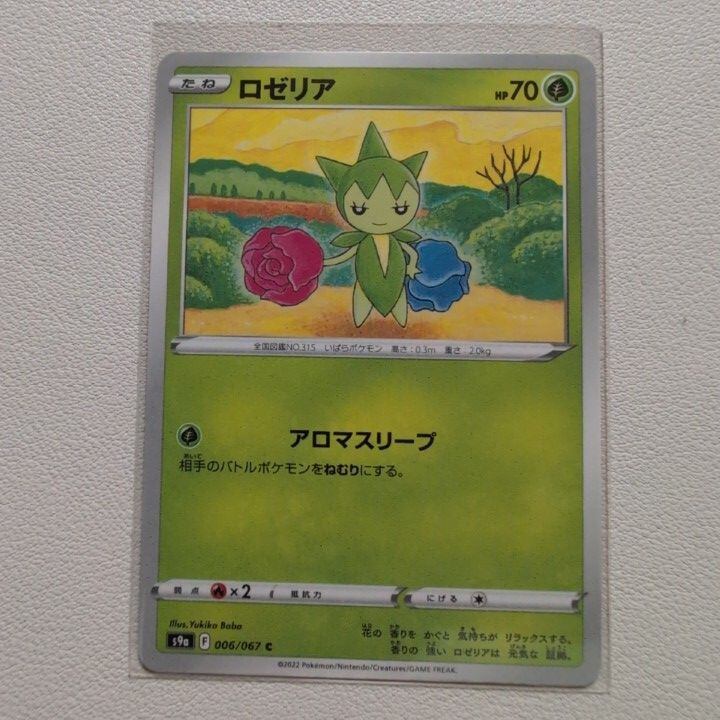 たね ロゼリア HP70
全国図鑑NO.315 いばらポケモン 高さ:0.3m 重さ:2.0kg
アロマスリープ
相手のバトルポケモンをねむりにする。
弱点 ×2 抵抗力 にげる
Illus.Yukiko Baba
花の 香りを かぐと 気持ちが リラックスする。
s9a F 006/067 C
香りの 強い ロゼリアは 元気な 証拠。
©2022 Pokémon/Nintendo/Creatures/GAME FREAK.